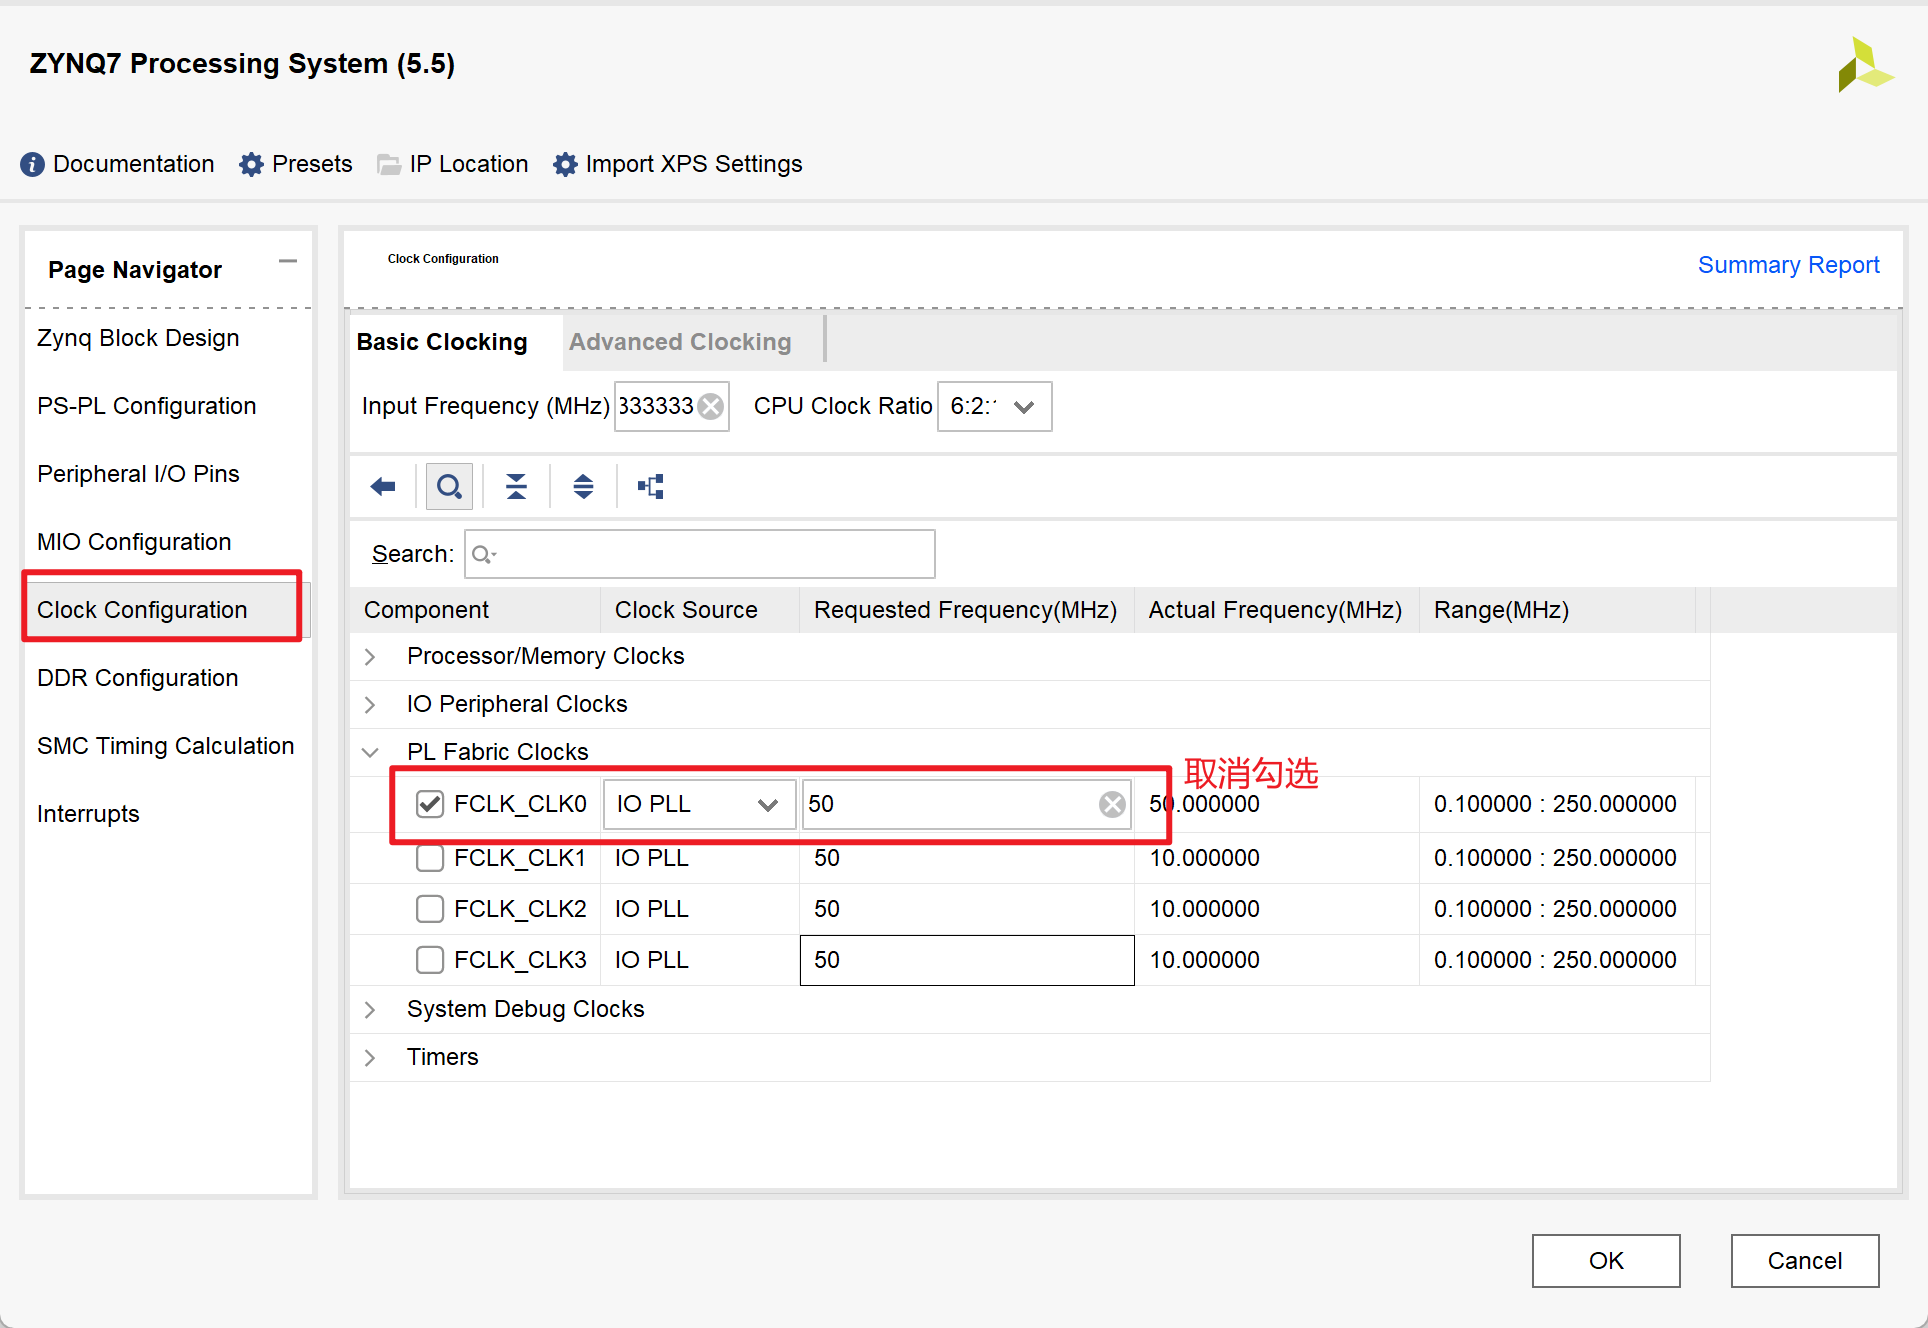 ZYNQ7 Processing System (5.5)
Documentation Presets IP Location Import XPS Settings
Page Navigator
Zynq Block Design
PS-PL Configuration
Peripheral I/O Pins
MIO Configuration
Clock Configuration
DDR Configuration
SMC Timing Calculation
Interrupts
Clock Configuration
Summary Report
Basic Clocking Advanced Clocking
Input Frequency (MHz) 333333 CPU Clock Ratio 6:2:
Search:
Component Clock Source Requested Frequency(MHz) Actual Frequency(MHz) Range(MHz)
Processor/Memory Clocks
IO Peripheral Clocks
PL Fabric Clocks
取消勾选
FCLK_CLK0 IO PLL 50 50.000000 0.100000 : 250.000000
FCLK_CLK1 IO PLL 50 10.000000 0.100000 : 250.000000
FCLK_CLK2 IO PLL 50 10.000000 0.100000 : 250.000000
FCLK_CLK3 IO PLL 50 10.000000 0.100000 : 250.000000
System Debug Clocks
Timers
OK Cancel